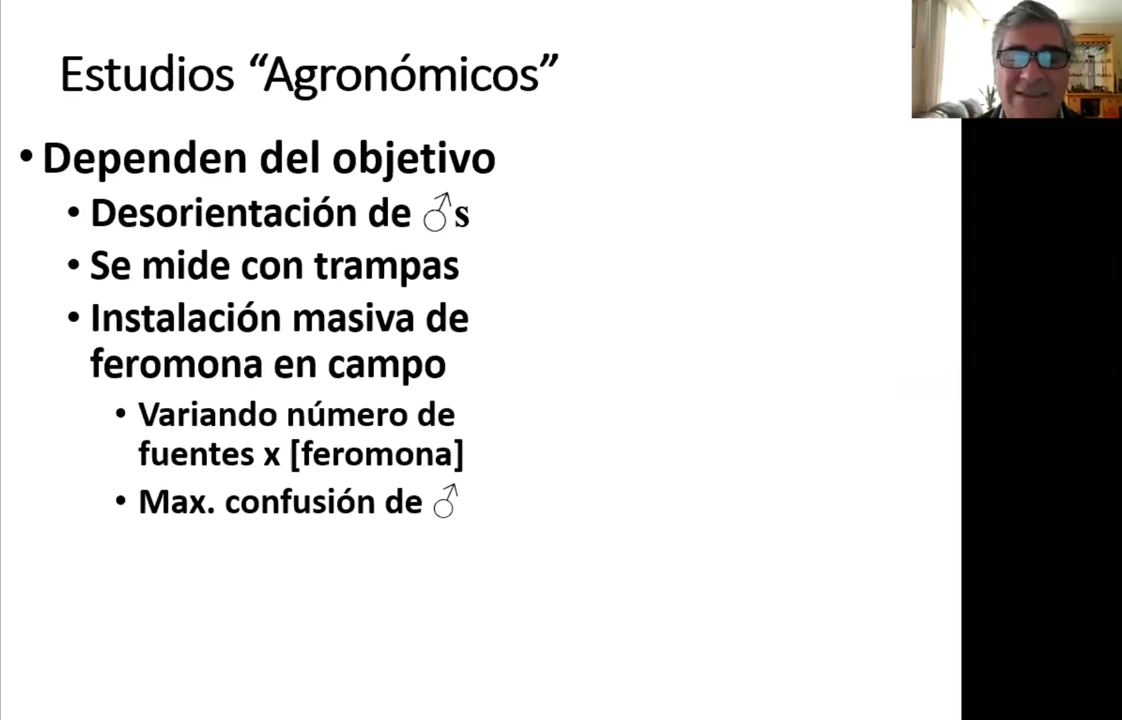 Estudios “Agronómicos”
• Dependen del objetivo
• Desorientación de ♂s
• Se mide con trampas
• Instalación masiva de
feromona en campo
• Variando número de
fuentes x [feromona]
• Max. confusión de ♂